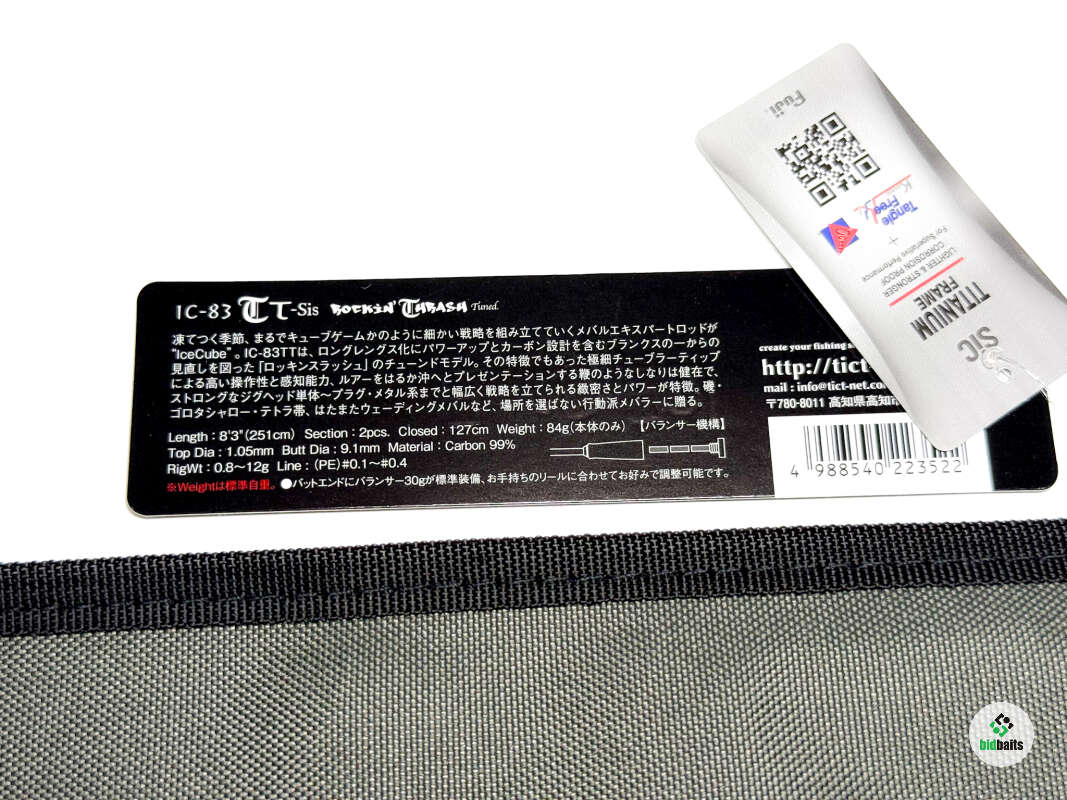 IC-83 TT-Sis ROCKIN' THRASH Tuned
凍てつく季節、まるでキューブゲームかのように細かい戦略を組み立てていくメバルエキスパートロッドが
"IceCube"。IC-83TTは、ロングレングス化にパワーアップとカーボン設計を含むブランクスの一からの
見直しを図った「ロッキンスラッシュ」のチューンドモデル。その特徴でもあった極細チューブラーティップ
による高い操作性と感知能力、ルアーをはるか沖へとプレゼンテーションする鞭のようなしなりは健在で、
ストロングなジグヘッド単体〜プラグ・メタル系までと幅広く戦略を立てられる緻密さとパワーが特徴。磯・
ゴロタシャロー・テトラ帯、はたまたウェーディングメバルなど、場所を選ばない行動派メバラーに贈る。
Length : 8'3"(251cm) Section : 2pcs. Closed : 127cm Weight : 84g(本体のみ) 【バランサー機構】
Top Dia : 1.05mm Butt Dia : 9.1mm Material : Carbon 99%
RigWt : 0.8〜12g Line : (PE)#0.1〜#0.4
※Weightは標準自重。 ●バットエンドにバランサー30gが標準装備、お手持ちのリールに合わせてお好みで調整可能です。
create your fishing
http://tict-
mail : info@tict-net.co
〒780-8011 高知県高知市
4 988540 223522
Fuji
K
Tangle
Free
+
For Superlative Performance
CORROSION PROOF
LIGHTER & STRONGER
TITANIUM
FRAME
SiC
bidbaits